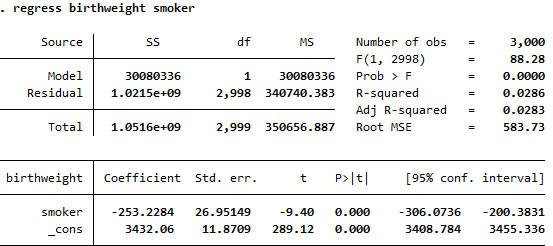 . regress birthweight smoker
Source SS df MS Number of obs = 3,000
F(1, 2998) = 88.28
Model 30080336 1 30080336 Prob > F = 0.0000
Residual 1.0215e+09 2,998 340740.383 R-squared = 0.0286
Adj R-squared = 0.0283
Total 1.0516e+09 2,999 350656.887 Root MSE = 583.73
birthweight Coefficient Std. err. t P>|t| [95% conf. interval]
smoker -253.2284 26.95149 -9.40 0.000 -306.0736 -200.3831
_cons 3432.06 11.8709 289.12 0.000 3408.784 3455.336